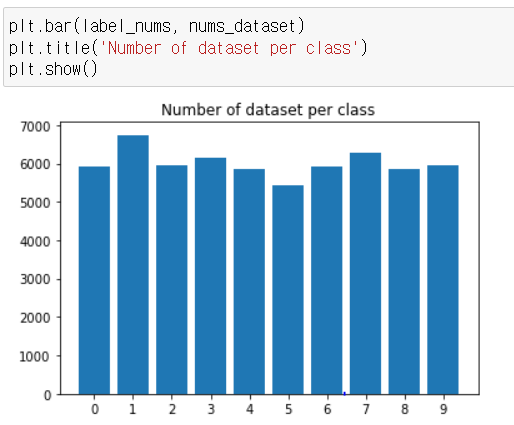 plt.bar(label_nums, nums_dataset)
plt.title('Number of dataset per class')
plt.show()
Number of dataset per class
7000
6000
5000
4000
3000
2000
1000
0
0 1 2 3 4 5 6 7 8 9